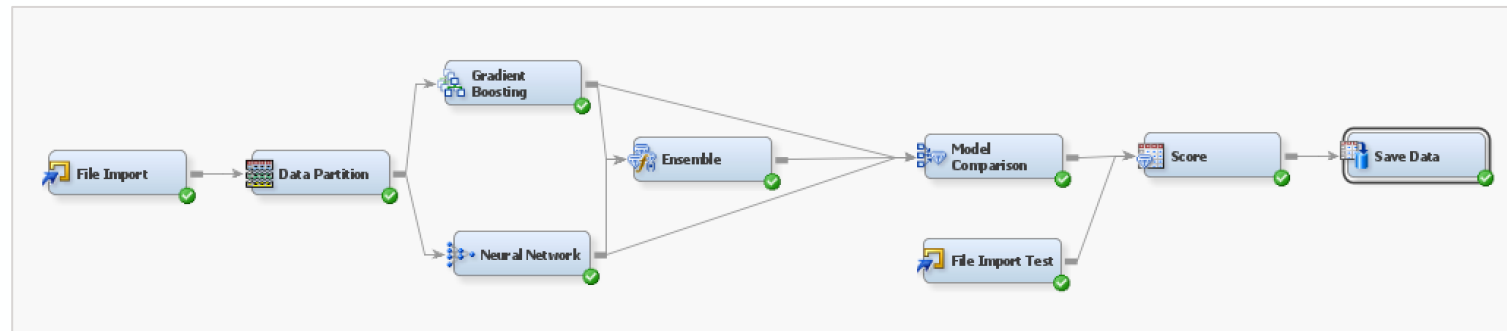 File Import
Data Partition
Gradient
Boosting
Neural Network
Ensemble
Model
Comparison
File Import Test
Score
Save Data